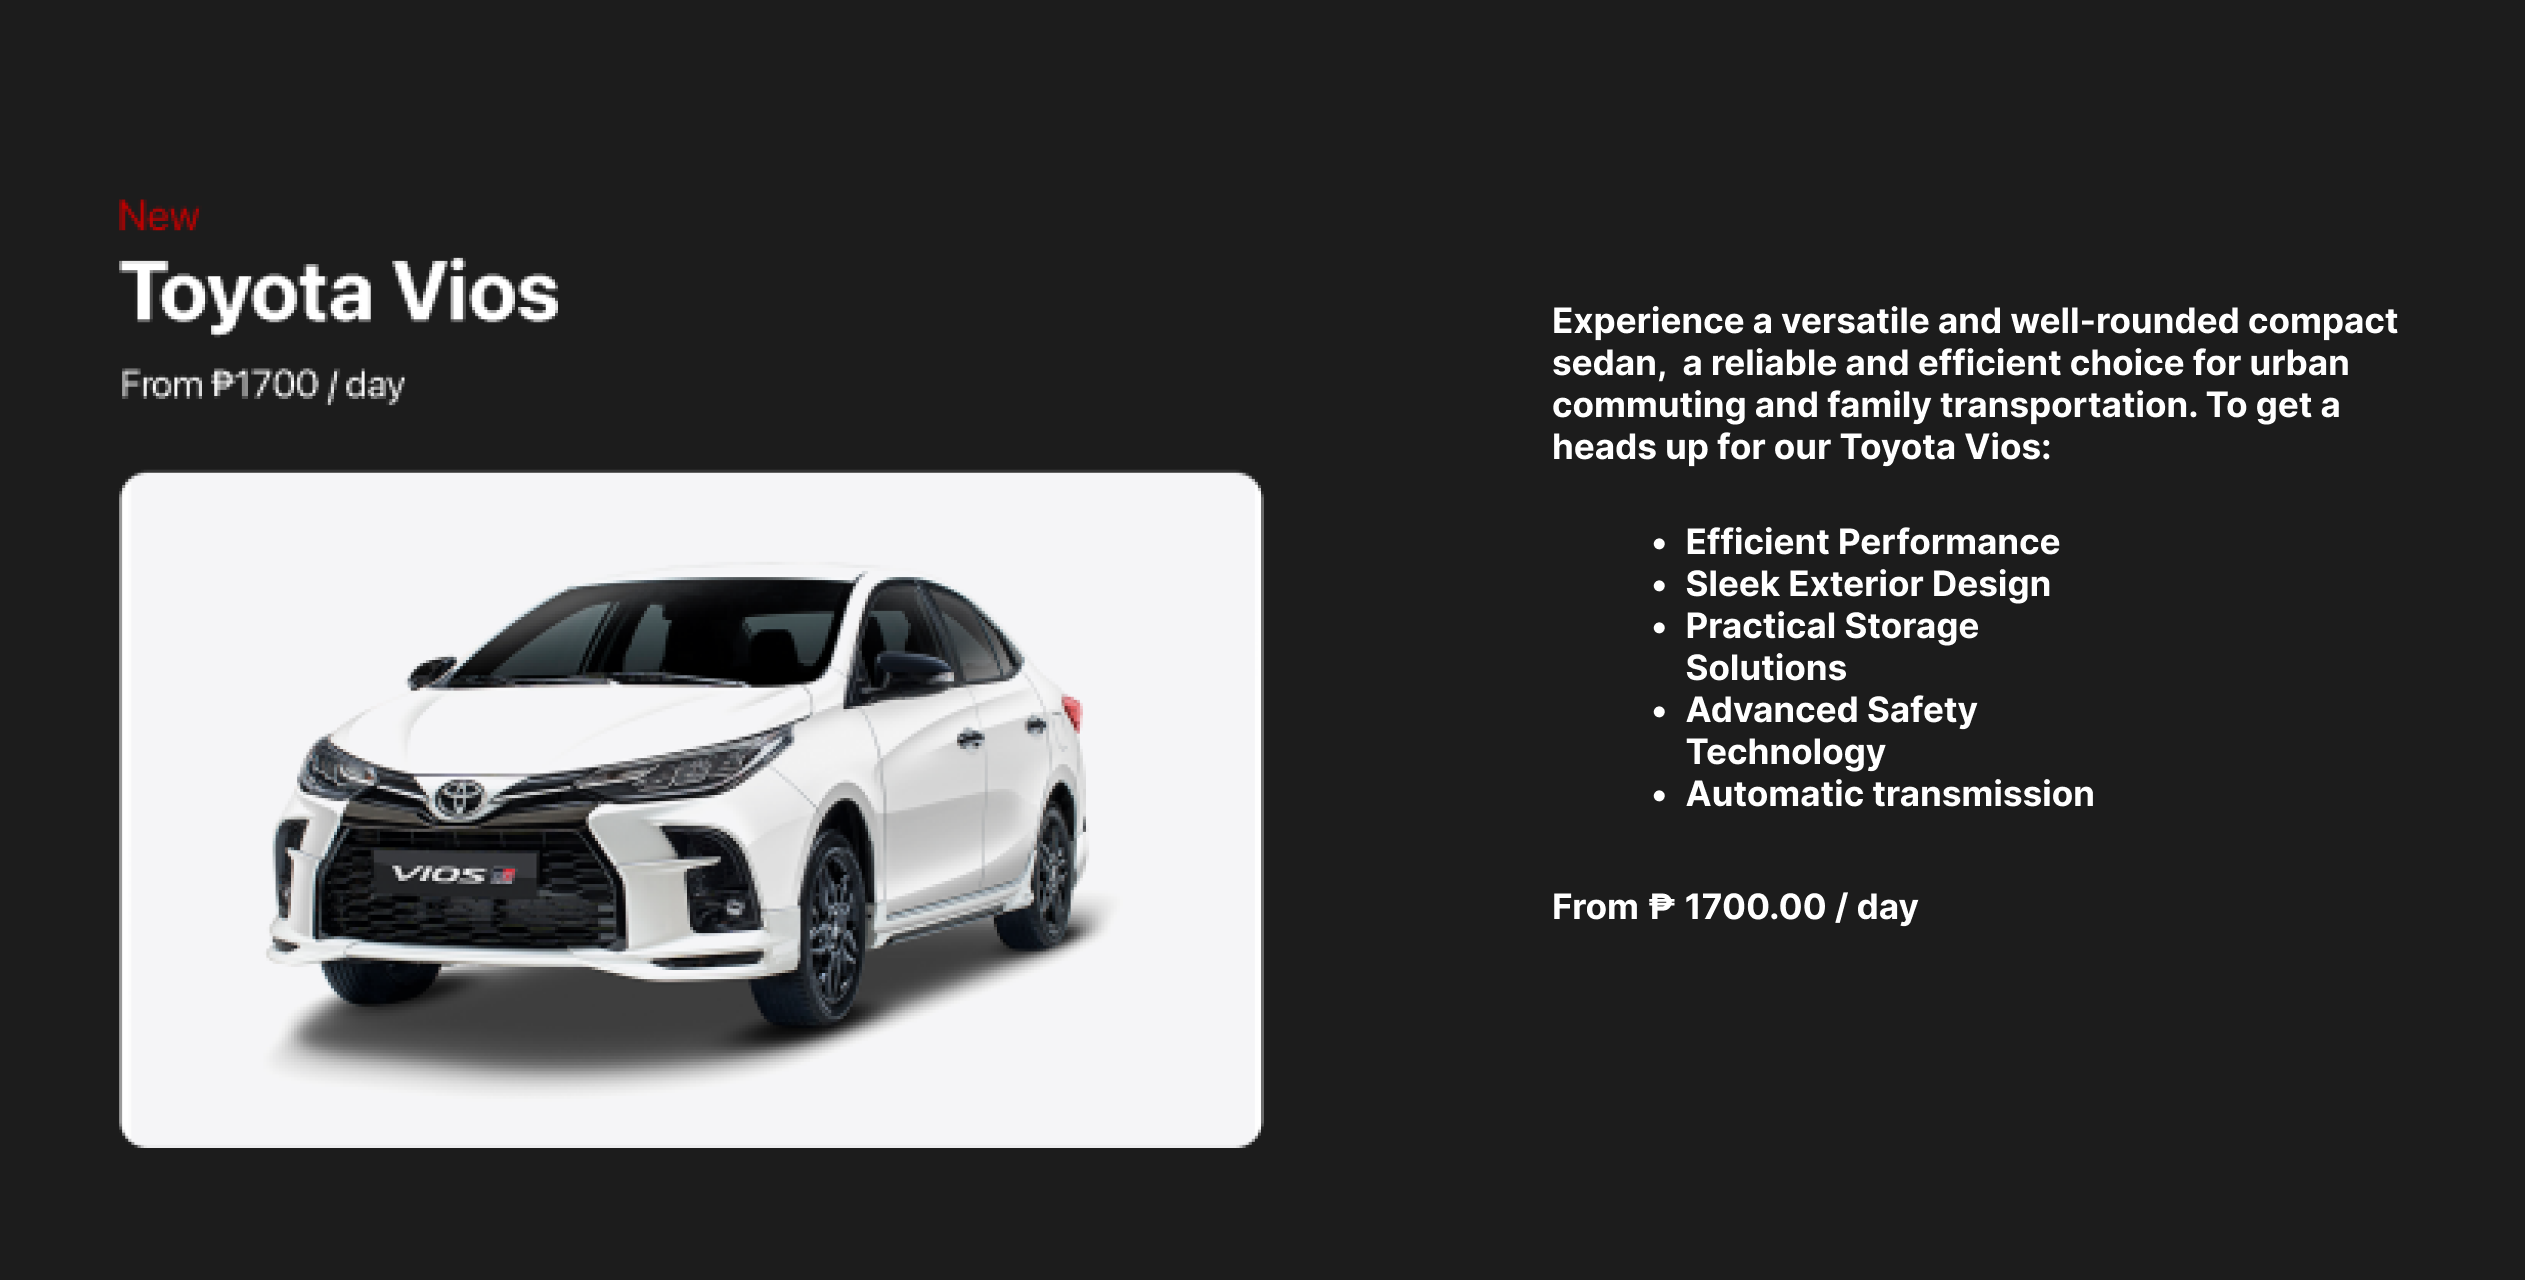 New
Toyota Vios
From ₱1700 / day
VIOS GR
Experience a versatile and well-rounded compact
sedan,  a reliable and efficient choice for urban
commuting and family transportation. To get a
heads up for our Toyota Vios:
• Efficient Performance
• Sleek Exterior Design
• Practical Storage
Solutions
• Advanced Safety
Technology
• Automatic transmission
From ₱ 1700.00 / day